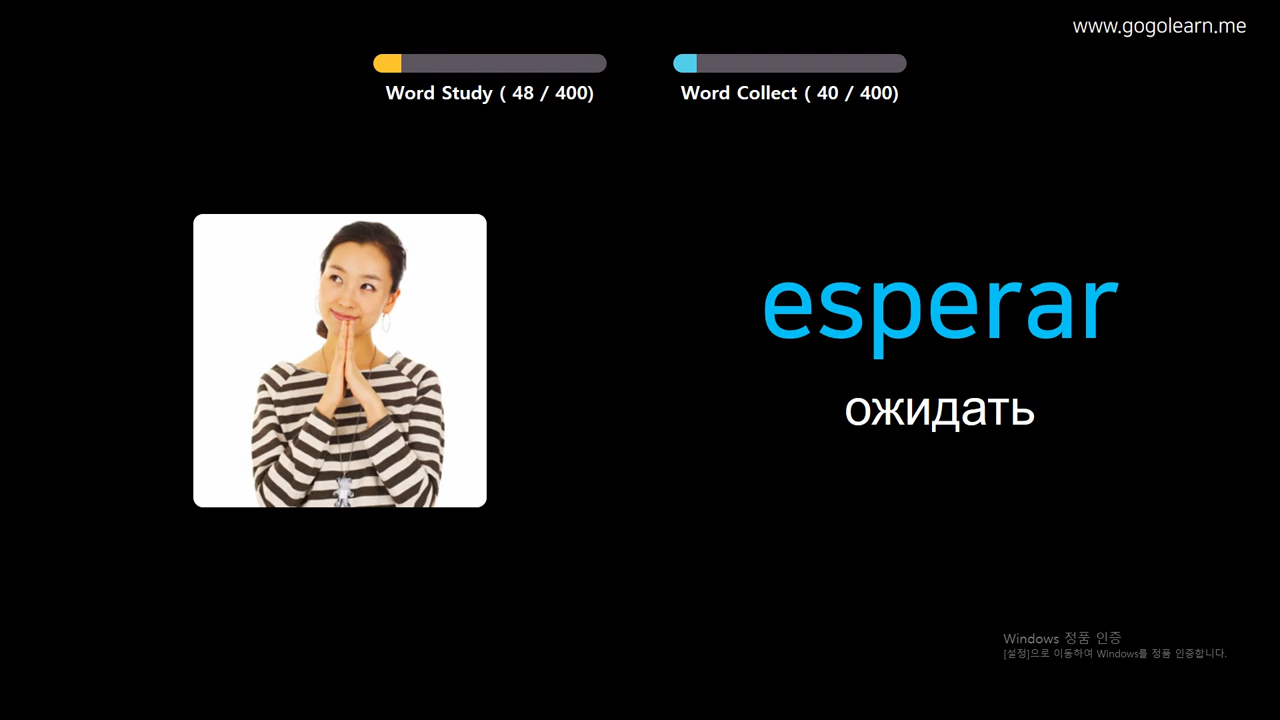 www.gogolearn.me
Word Study ( 48 / 400)
Word Collect ( 40 / 400)
esperar
ожидать
Windows 정품 인증
[설정]으로 이동하여 Windows를 정품 인증합니다.